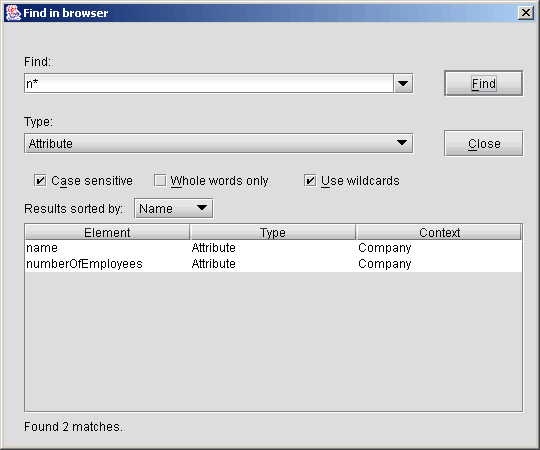 Find in browser
Find:
n*
Find
Type:
Attribute
Close
Case sensitive Whole words only Use wildcards
Results sorted by: Name
Element Type Context
name Attribute Company
numberOfEmployees Attribute Company
Found 2 matches.